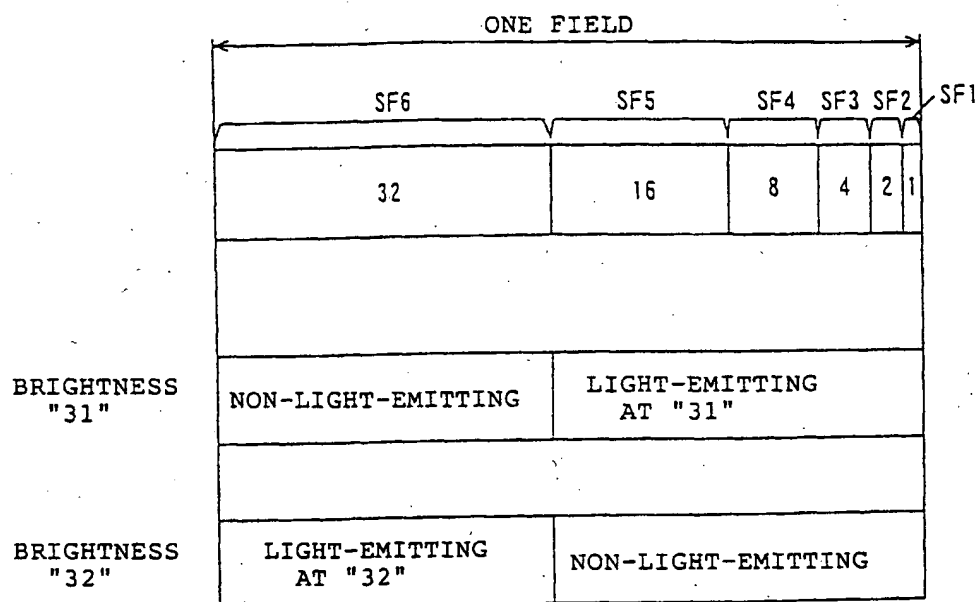 ONE FIELD
SF6 SF5 SF4 SF3 SF2 SF1
32 16 8 4 2 1
BRIGHTNESS
"31"
NON-LIGHT-EMITTING
LIGHT-EMITTING
AT "31"
BRIGHTNESS
"32"
LIGHT-EMITTING
AT "32"
NON-LIGHT-EMITTING